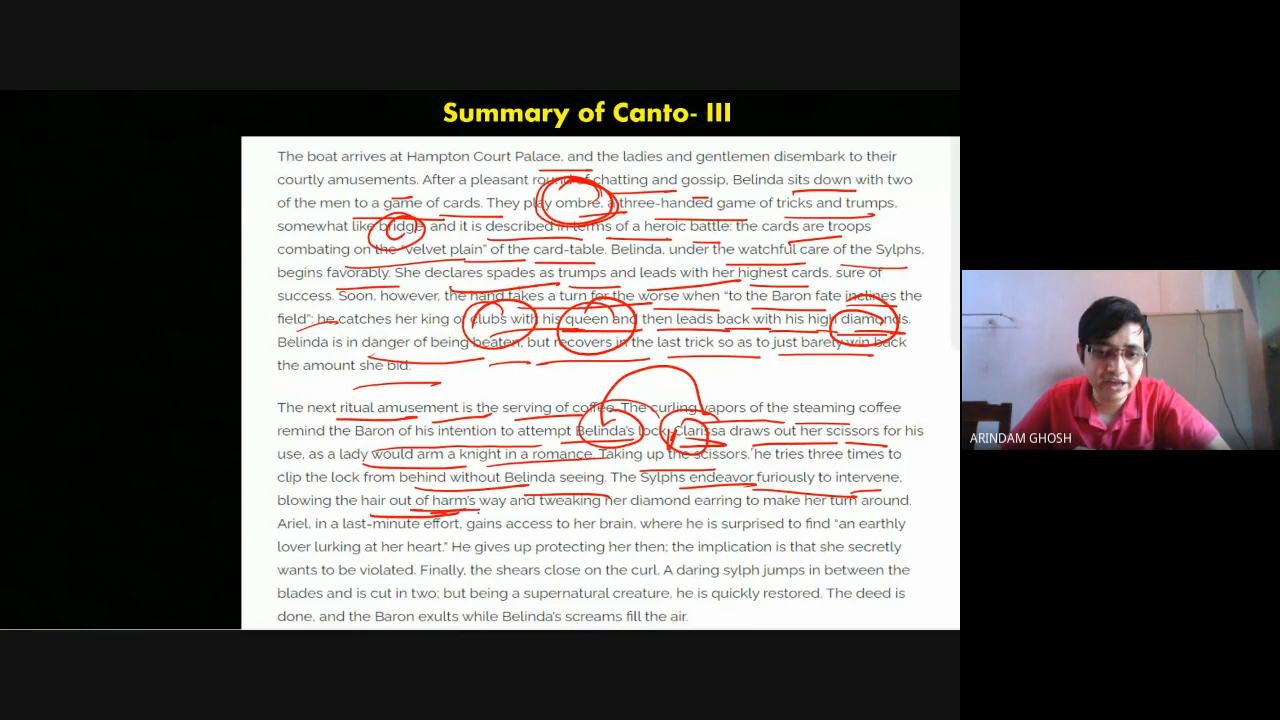 Summary of Canto- III
The boat arrives at Hampton Court Palace, and the ladies and gentlemen disembark to their
courtly amusements. After a pleasant round of chatting and gossip, Belinda sits down with two
of the men to a game of cards. They play ombre, a three-handed game of tricks and trumps,
somewhat like bridge, and it is described in terms of a heroic battle: the cards are troops
combating on the “velvet plain” of the card-table. Belinda, under the watchful care of the Sylphs,
begins favorably. She declares spades as trumps and leads with her highest cards, sure of
success. Soon, however, the hand takes a turn for the worse when “to the Baron fate inclines the
field”: he catches her king of clubs with his queen and then leads back with his high diamonds.
Belinda is in danger of being beaten, but recovers in the last trick so as to just barely win back
the amount she bid.
The next ritual amusement is the serving of coffee. The curling vapors of the steaming coffee
remind the Baron of his intention to attempt Belinda’s lock. Clarissa draws out her scissors for his
use, as a lady would arm a knight in a romance. Taking up the scissors, he tries three times to
clip the lock from behind without Belinda seeing. The Sylphs endeavor furiously to intervene,
blowing the hair out of harm’s way and tweaking her diamond earring to make her turn around.
Ariel, in a last-minute effort, gains access to her brain, where he is surprised to find “an earthly
lover lurking at her heart.” He gives up protecting her then; the implication is that she secretly
wants to be violated. Finally, the shears close on the curl. A daring sylph jumps in between the
blades and is cut in two; but being a supernatural creature, he is quickly restored. The deed is
done, and the Baron exults while Belinda’s screams fill the air.
ARINDAM GHOSH